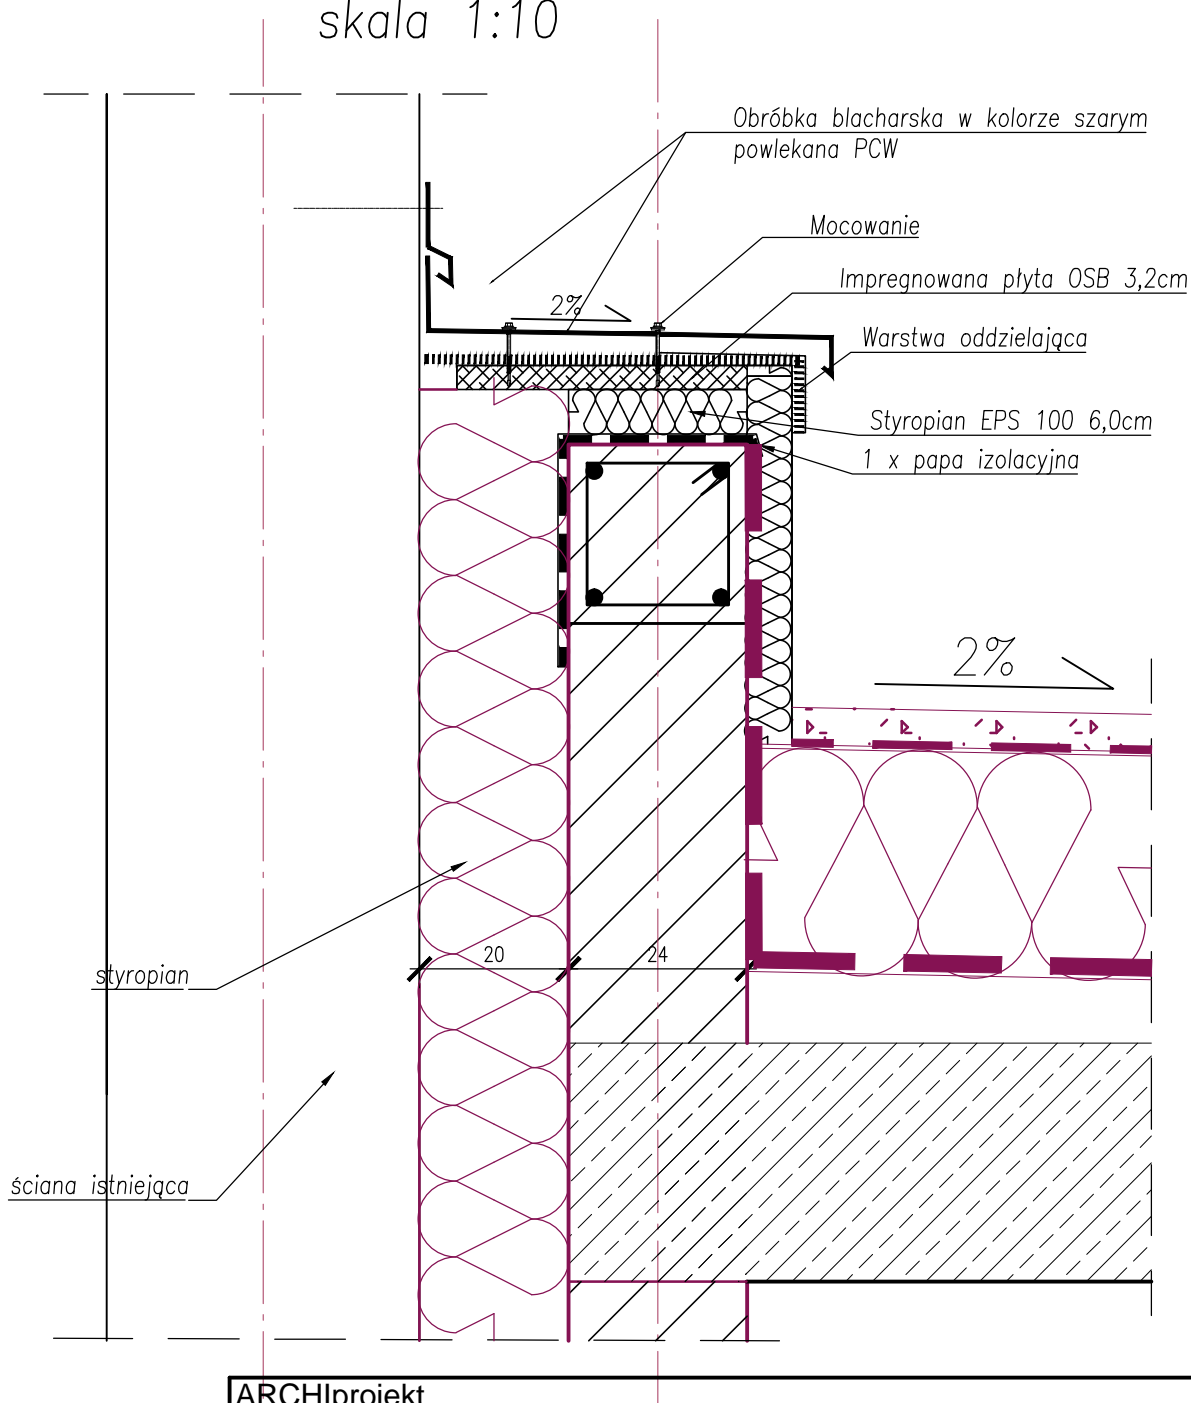 skala 1:10
Obróbka blacharska w kolorze szarym
powlekana PCW
Mocowanie
Impregnowana płyta OSB 3,2cm
2%
Warstwa oddzielająca
Styropian EPS 100 6,0cm
1 x papa izolacyjna
2%
20
24
styropian
ściana istniejąca
ARCHIprojekt